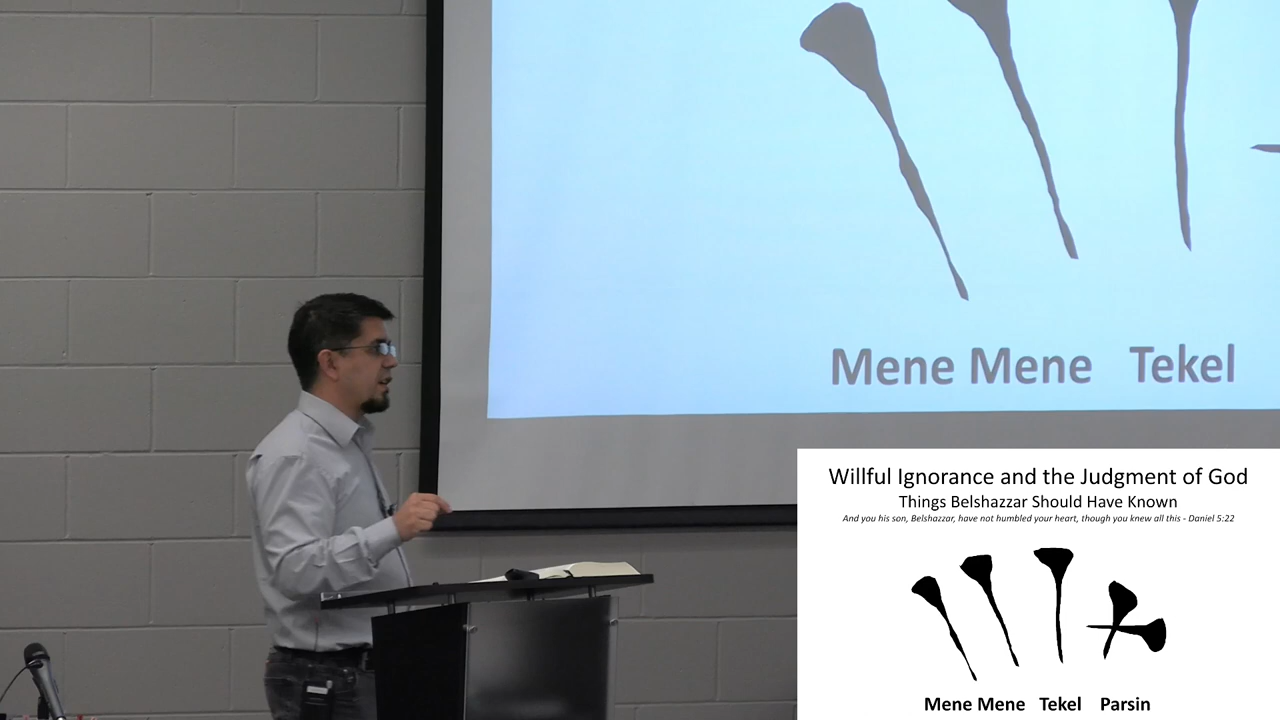 Mene Mene Tekel
Willful Ignorance and the Judgment of God
Things Belshazzar Should Have Known
And you his son, Belshazzar, have not humbled your heart, though you knew all this - Daniel 5:22
Mene Mene Tekel Parsin